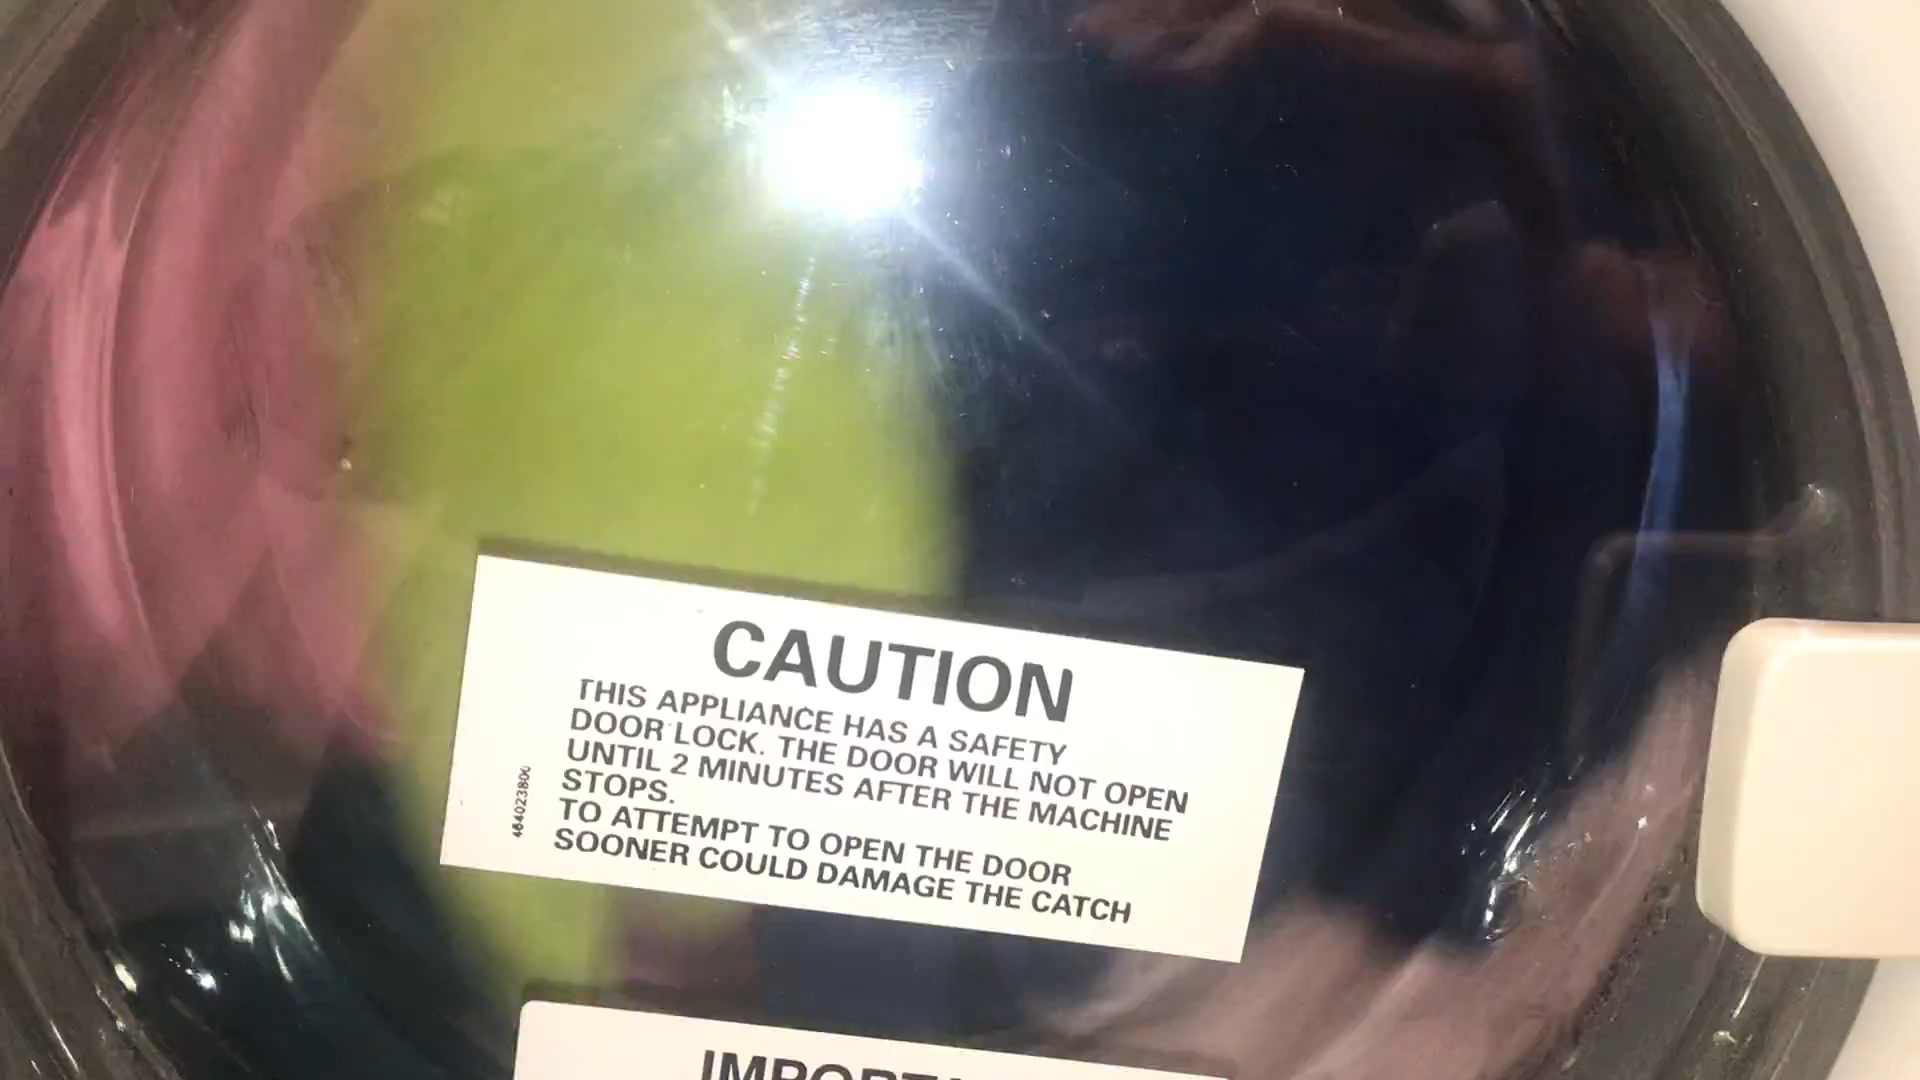 CAUTION
THIS APPLIANCE HAS A SAFETY
DOOR LOCK. THE DOOR WILL NOT OPEN
UNTIL 2 MINUTES AFTER THE MACHINE
STOPS.
TO ATTEMPT TO OPEN THE DOOR
SOONER COULD DAMAGE THE CATCH